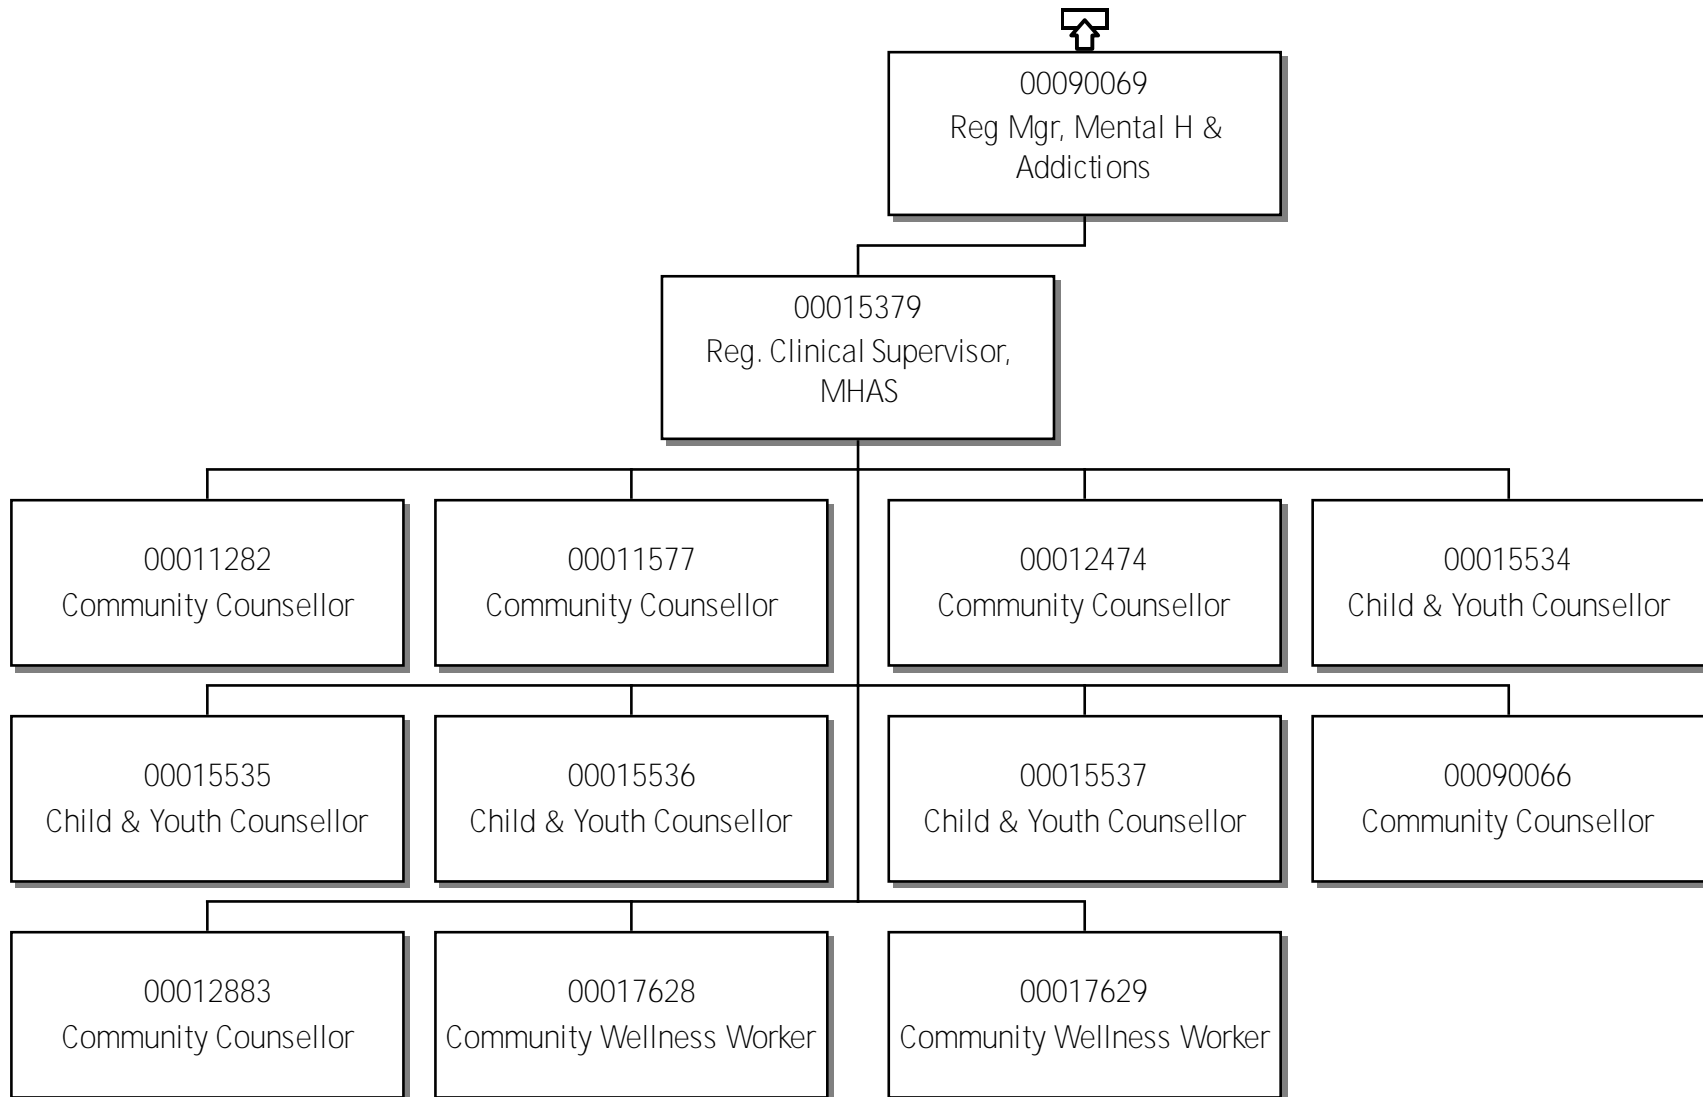 00090069
Reg Mgr, Mental H &
Addictions
00015379
Reg. Clinical Supervisor,
MHAS
00011282
Community Counsellor
00011577
Community Counsellor
00012474
Community Counsellor
00015534
Child & Youth Counsellor
00015535
Child & Youth Counsellor
00015536
Child & Youth Counsellor
00015537
Child & Youth Counsellor
00090066
Community Counsellor
00012883
Community Counsellor
00017628
Community Wellness Worker
00017629
Community Wellness Worker